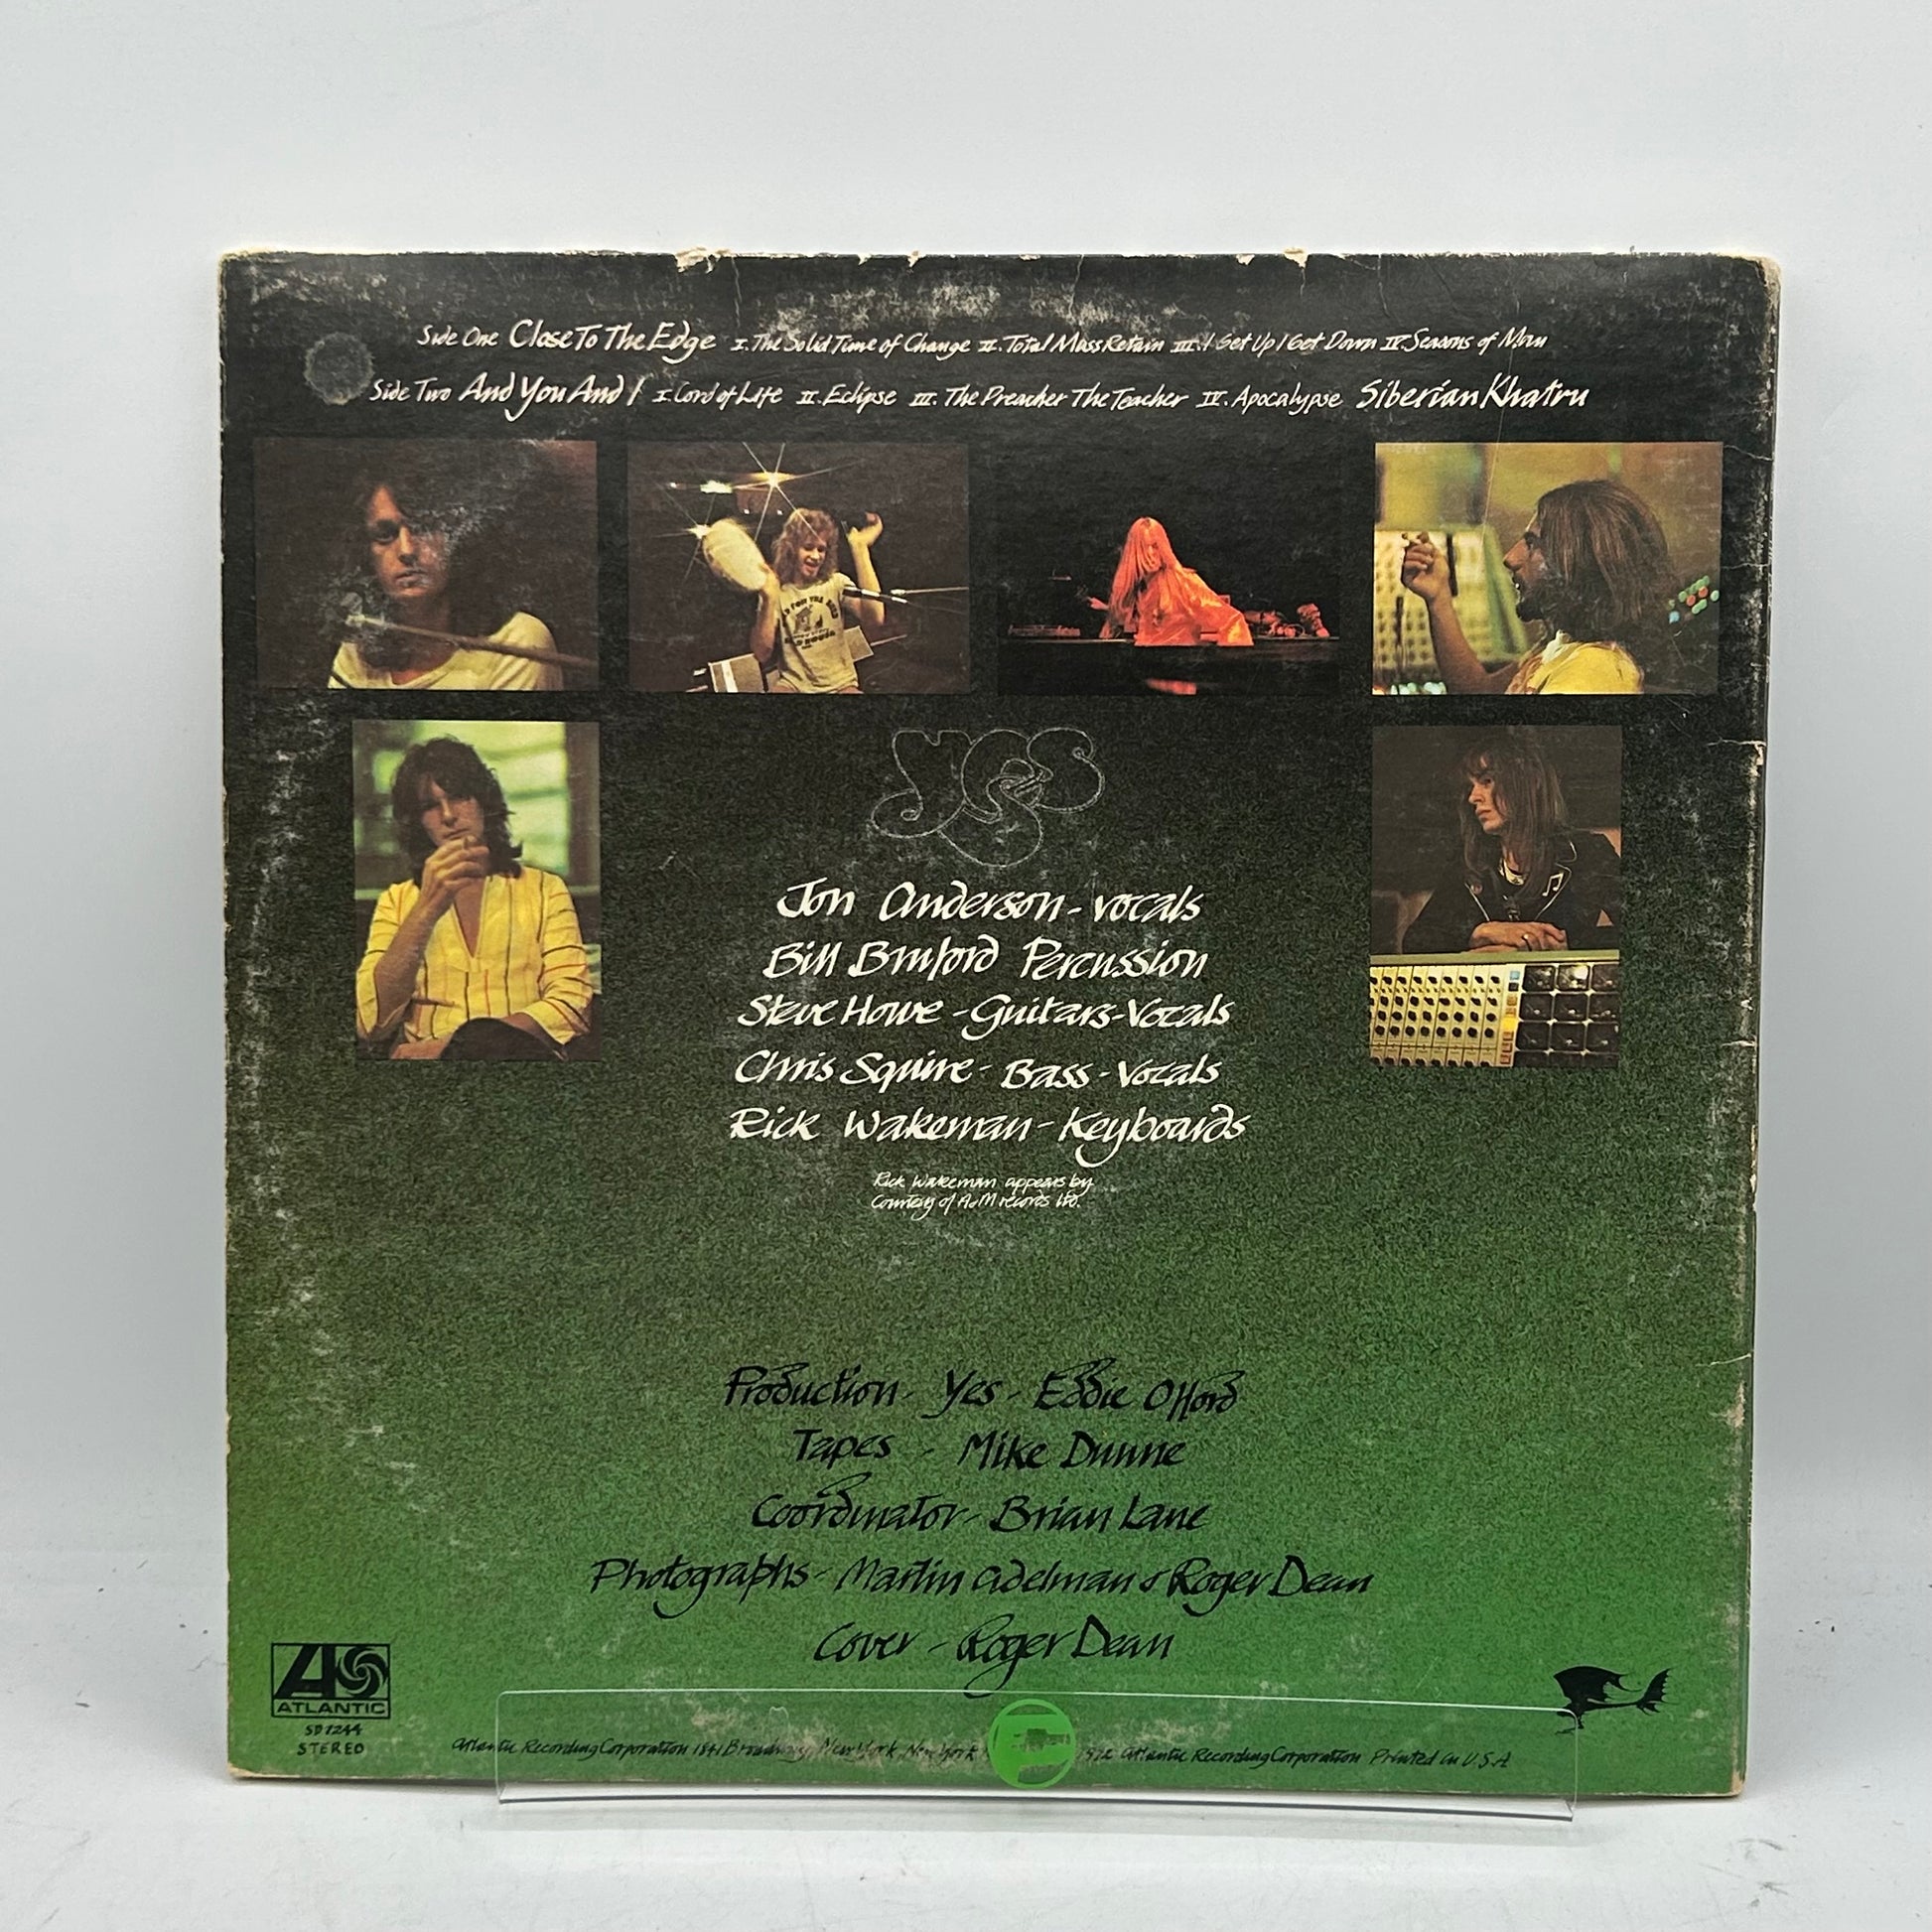 Side One Close To The Edge I. The Solid Time of Change II. Total Mass Retain III. I Get Up I Get Down IV. Seasons of Man
Side Two And You And I I. Cord of Life II. Eclipse III. The Preacher The Teacher IV. Apocalypse Siberian Khatru
YES
Jon Anderson - vocals
Bill Bruford Percussion
Steve Howe - Guitars - Vocals
Chris Squire - Bass - Vocals
Rick Wakeman - Keyboards
Rick Wakeman appears by
Courtesy of A&M records ltd.
Production - Yes - Eddie Offord
Tapes - Mike Dunne
Coordinator - Brian Lane
Photographs - Martin Adelman & Roger Dean
Cover - Roger Dean
ATLANTIC
SD 7244
STEREO
Atlantic Recording Corporation 1841 Broadway, New York, New York 1972 Atlantic Recording Corporation Printed in U.S.A